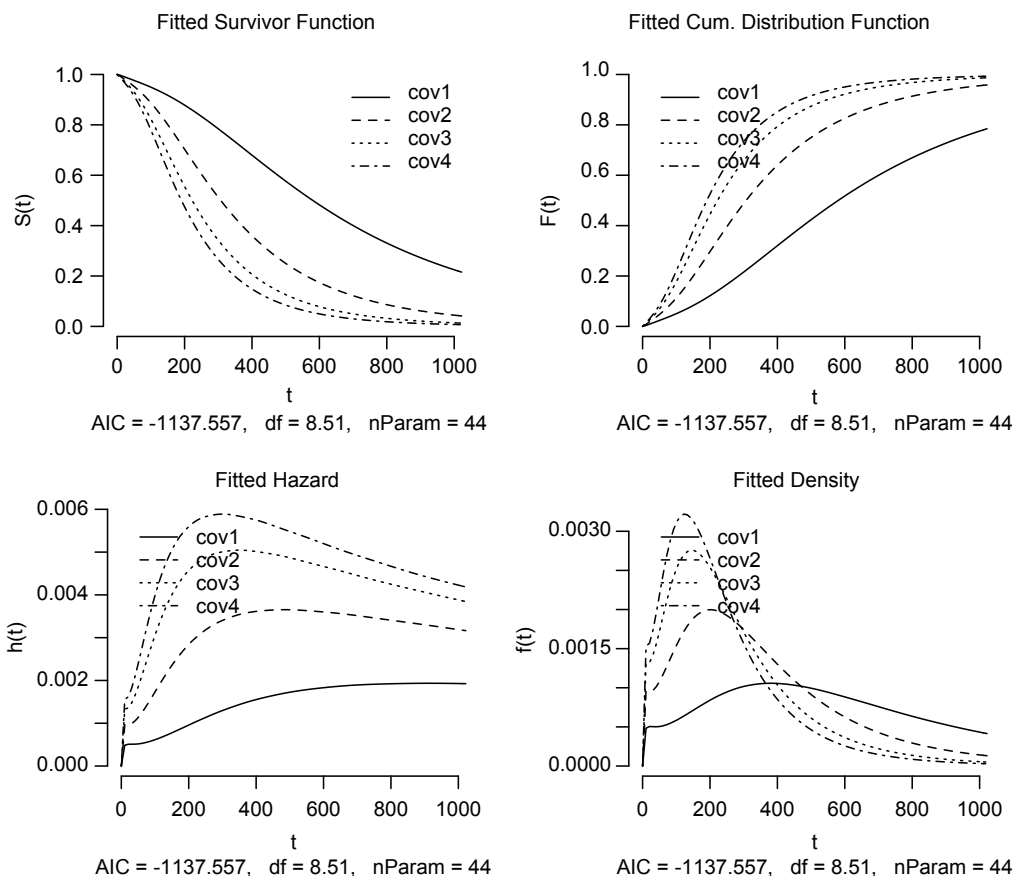 Fitted Survivor Function
S(t)
1.0
0.8
0.6
0.4
0.2
0.0
cov1
cov2
cov3
cov4
0 200 400 600 800 1000
t
AIC = -1137.557, df = 8.51, nParam = 44
Fitted Cum. Distribution Function
F(t)
1.0
0.8
0.6
0.4
0.2
0.0
cov1
cov2
cov3
cov4
0 200 400 600 800 1000
t
AIC = -1137.557, df = 8.51, nParam = 44
Fitted Hazard
h(t)
0.006
0.004
0.002
0.000
cov1
cov2
cov3
cov4
0 200 400 600 800 1000
t
AIC = -1137.557, df = 8.51, nParam = 44
Fitted Density
f(t)
0.0030
0.0015
0.0000
cov1
cov2
cov3
cov4
0 200 400 600 800 1000
t
AIC = -1137.557, df = 8.51, nParam = 44